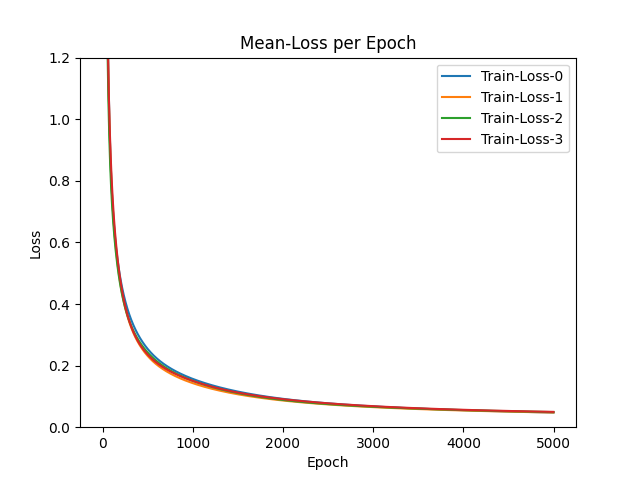 Mean-Loss per Epoch
1.2
1.0
0.8
0.6
0.4
0.2
0.0
Loss
Train-Loss-0
Train-Loss-1
Train-Loss-2
Train-Loss-3
0 1000 2000 3000 4000 5000
Epoch